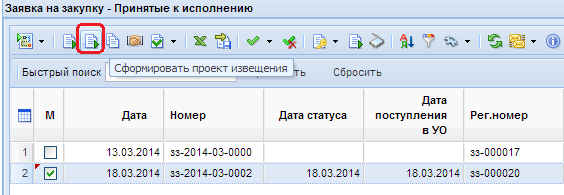 Заявка на закупку - Принятые к исполнению
Быстрый поиск Сформировать проект извещения Сбросить
М Дата Номер Дата статуса Дата поступления в УО Рег.номер
1 13.03.2014 зз-2014-03-0000 зз-000017
2 18.03.2014 зз-2014-03-0002 18.03.2014 18.03.2014 зз-000020